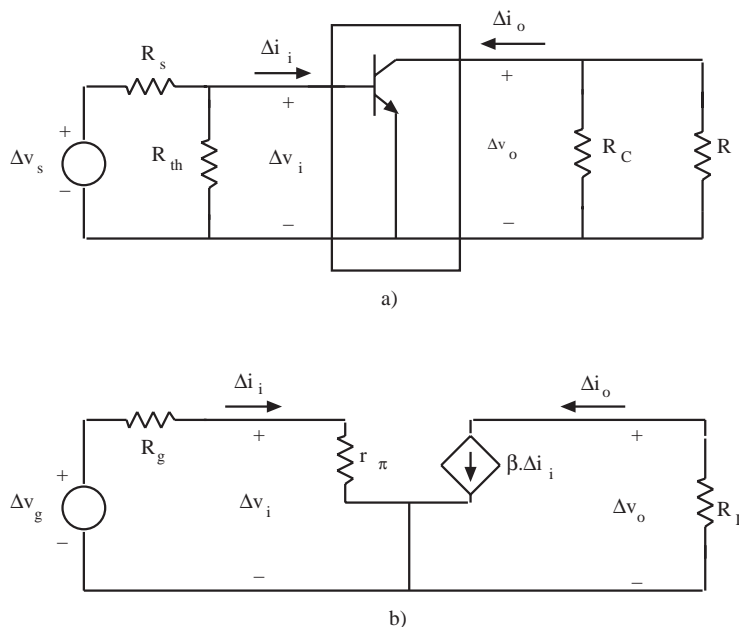 Δi i
Δi o
R s
+
+
+
Δv s
R th
Δv i
Δv o
R C
R
−
−
−
a)
Δi i
Δi o
R g
+
+
+
r π
β.Δi i
Δv g
Δv i
Δv o
R
−
−
−
b)